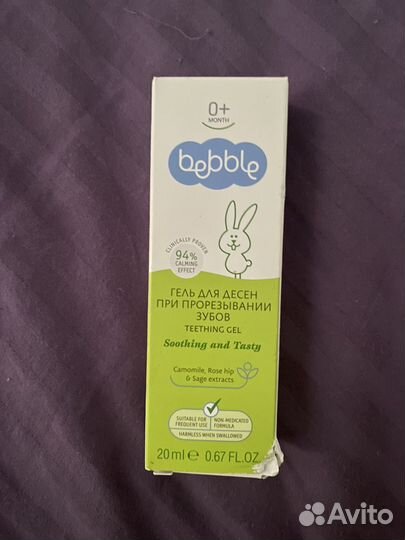 0+
MONTH
bebble
CLINICALLY PROVEN
94%
CALMING
EFFECT
ГЕЛЬ ДЛЯ ДЕСЕН
ПРИ ПРОРЕЗЫВАНИИ
ЗУБОВ
TEETHING GEL
Soothing and Tasty
Camomile, Rose hip
& Sage extracts
SUITABLE FOR
FREQUENT USE
NON-MEDICATED
FORMULA
HARMLESS WHEN SWALLOWED
20 ml e 0.67 FL.OZ.
Avito